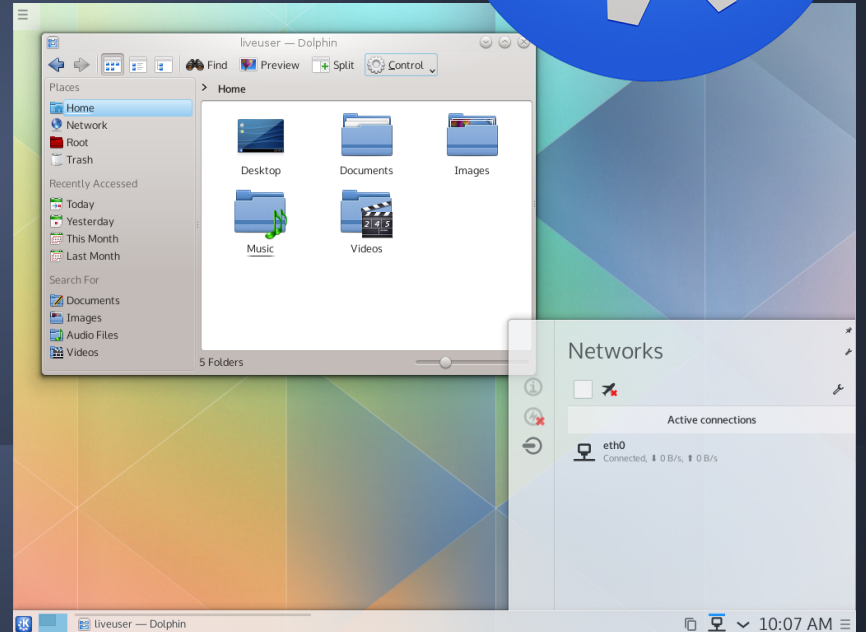 liveuser — Dolphin
Find
Preview
Split
Control
Places
Home
Network
Root
Trash
Recently Accessed
Today
Yesterday
This Month
Last Month
Search For
Documents
Images
Audio Files
Videos
> Home
Desktop
Documents
Images
Music
245
Videos
5 Folders
Networks
Active connections
eth0
Connected, ⬇ 0 B/s, ⬆ 0 B/s
K
liveuser — Dolphin
10:07 AM